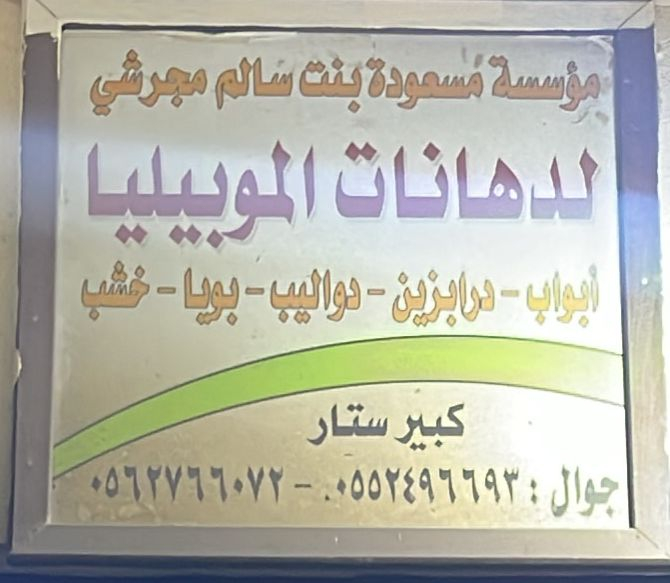 مؤسسة مسعودة بنت سالم مجرشي
لدهانات الموبيليا
أبواب - درابزين - دواليب - بويا - خشب
كبير ستار
جوال : ٠٥٥٢٤٩٦٦٩٣ - ٠٥٦٢٧٦٦٠٧٢